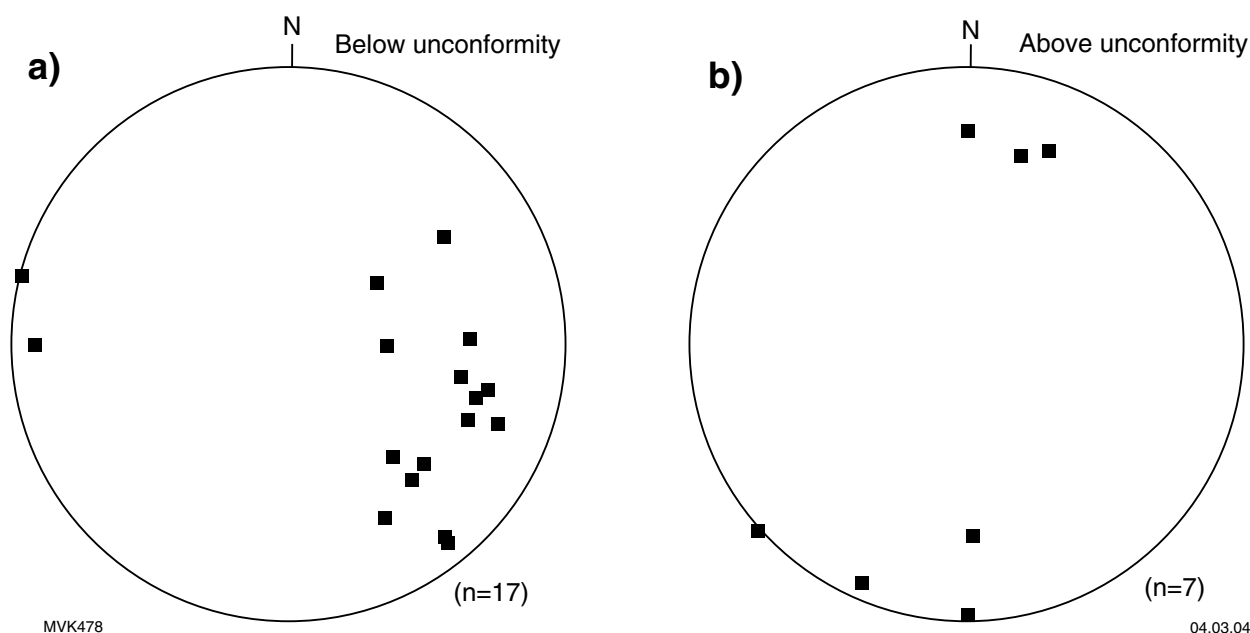 a)
N
Below unconformity
(n=17)
MVK478
b)
N
Above unconformity
(n=7)
04.03.04